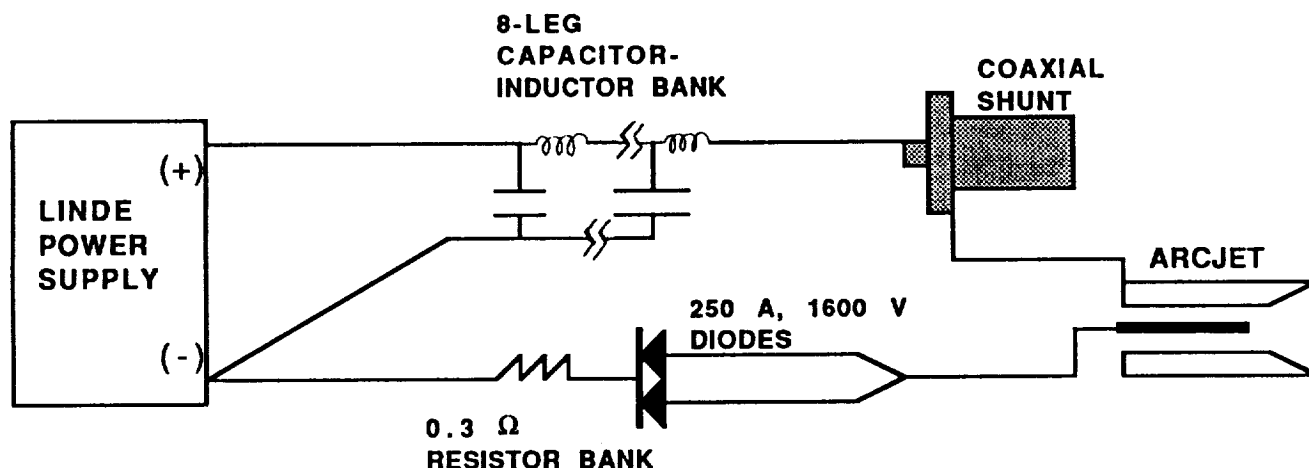 8-LEG
CAPACITOR-
INDUCTOR BANK
COAXIAL
SHUNT
(+)
LINDE
POWER
SUPPLY
(-)
ARCJET
250 A, 1600 V
DIODES
0.3 Ω
RESISTOR BANK